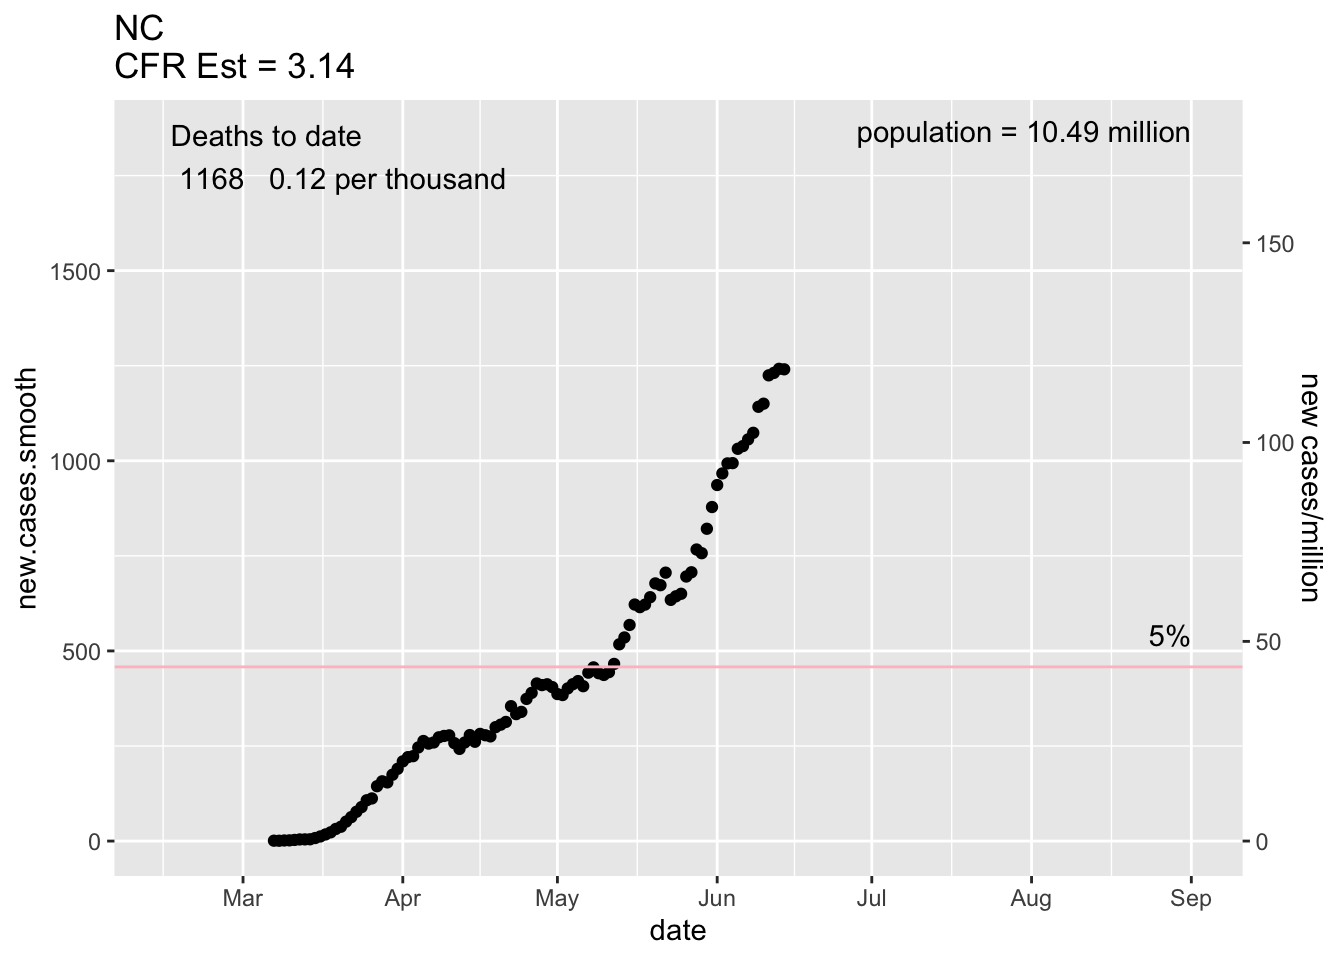 NC
CFR Est = 3.14
Deaths to date
1168 0.12 per thousand
population = 10.49 million
5%
new.cases.smooth
1500
1000
500
0
150
100
50
0
new cases/million
Mar Apr May Jun Jul Aug Sep
date